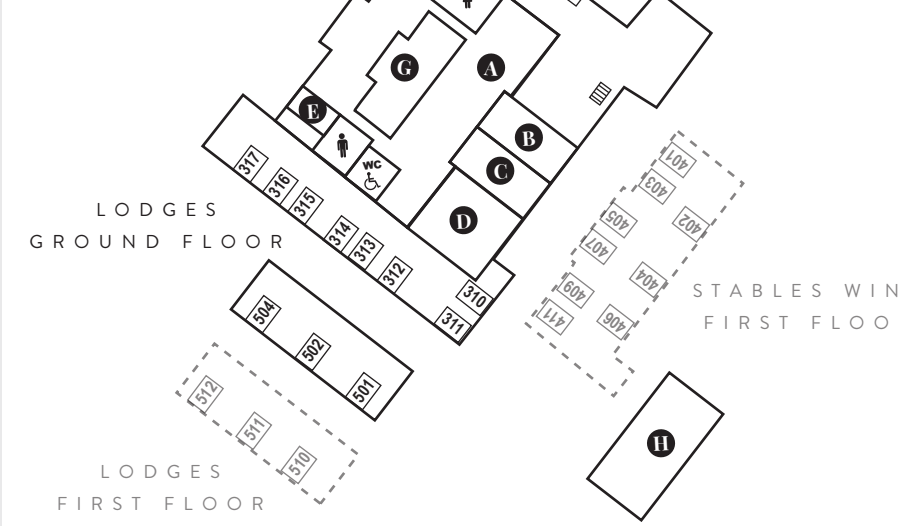 G
A
E
B
WC
C
D
317
316
315
314
313
312
310
311
LODGES
GROUND FLOOR
401
403
402
405
407
404
409
411
406
STABLES WIN
FIRST FLOO
504
502
501
512
511
510
LODGES
FIRST FLOOR
H